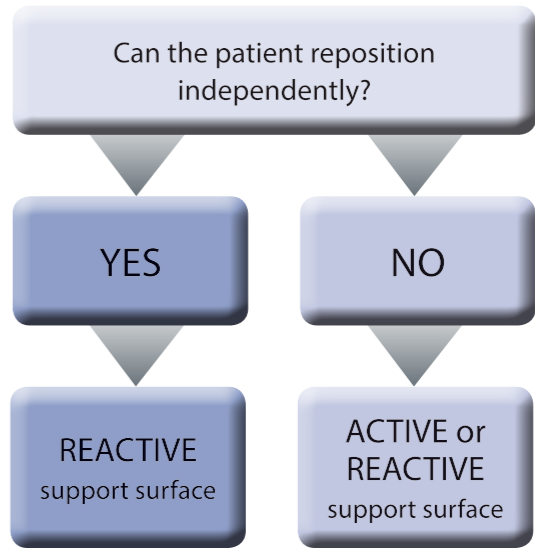 Can the patient reposition
independently?
YES
NO
REACTIVE
support surface
ACTIVE or
REACTIVE
support surface